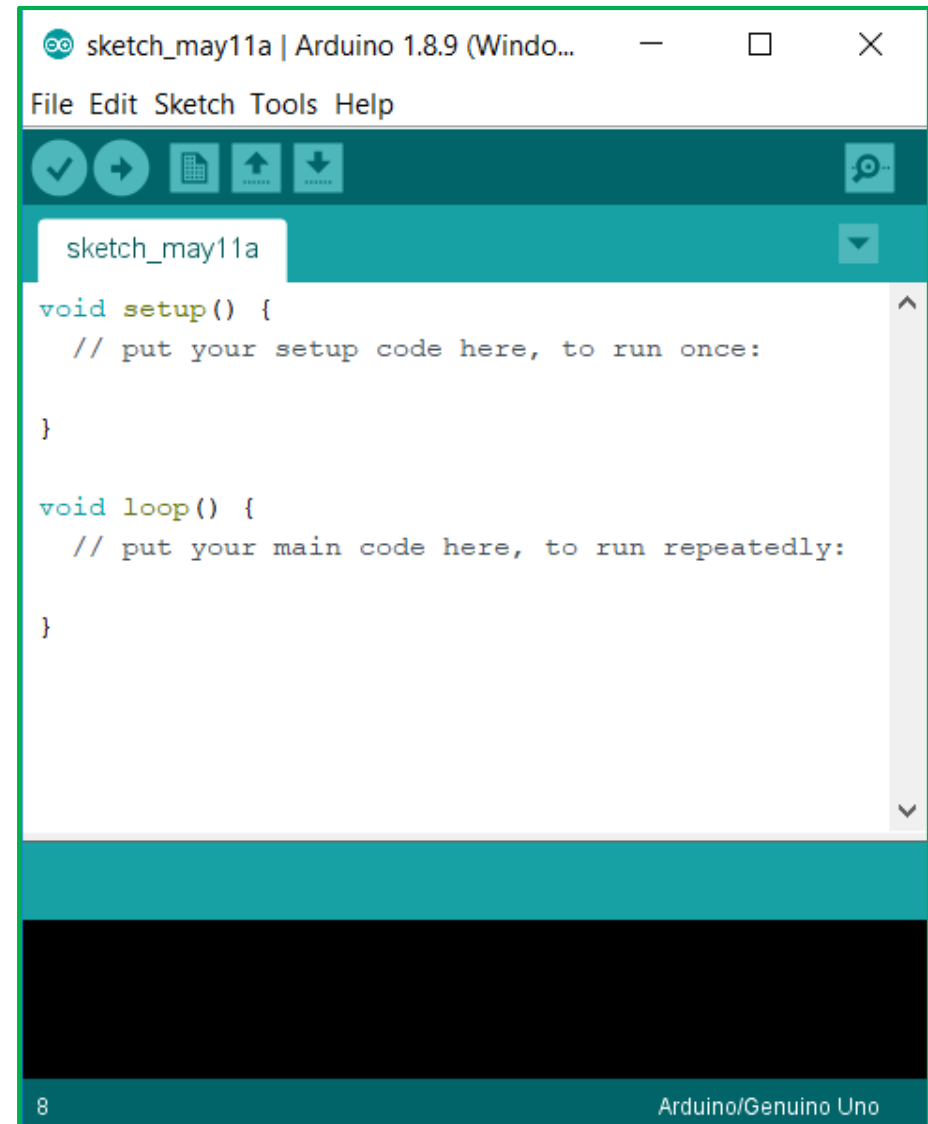 sketch_may11a | Arduino 1.8.9 (Windo...
File Edit Sketch Tools Help
sketch_may11a
void setup() {
  // put your setup code here, to run once:
}
void loop() {
  // put your main code here, to run repeatedly:
}
8 Arduino/Genuino Uno